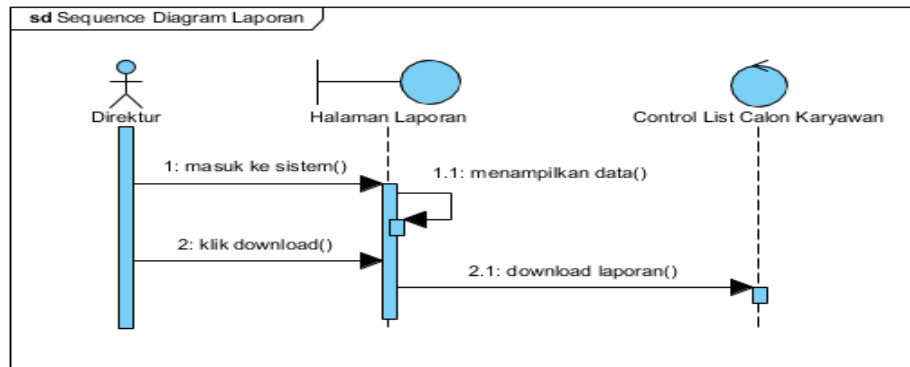 sd Sequence Diagram Laporan
Direktur
Halaman Laporan
Control List Calon Karyawan
1: masuk ke sistem()
1.1: menampilkan data()
2: klik download()
2.1: download laporan()